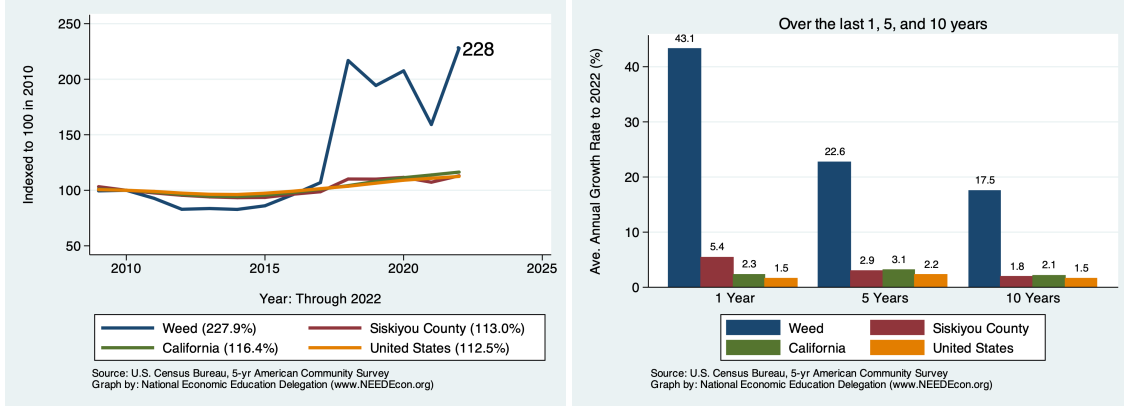 250
200
150
100
50
Indexed to 100 in 2010
228
2010
2015
2020
2025
Year: Through 2022
Weed (227.9%)
Siskiyou County (113.0%)
California (116.4%)
United States (112.5%)
Source: U.S. Census Bureau, 5-yr American Community Survey
Graph by: National Economic Education Delegation (www.NEEDEcon.org)
Over the last 1, 5, and 10 years
Ave. Annual Growth Rate to 2022 (%)
40
30
20
10
0
43.1
5.4
2.3
1.5
22.6
2.9
3.1
2.2
17.5
1.8
2.1
1.5
1 Year
5 Years
10 Years
Weed
Siskiyou County
California
United States
Source: U.S. Census Bureau, 5-yr American Community Survey
Graph by: National Economic Education Delegation (www.NEEDEcon.org)